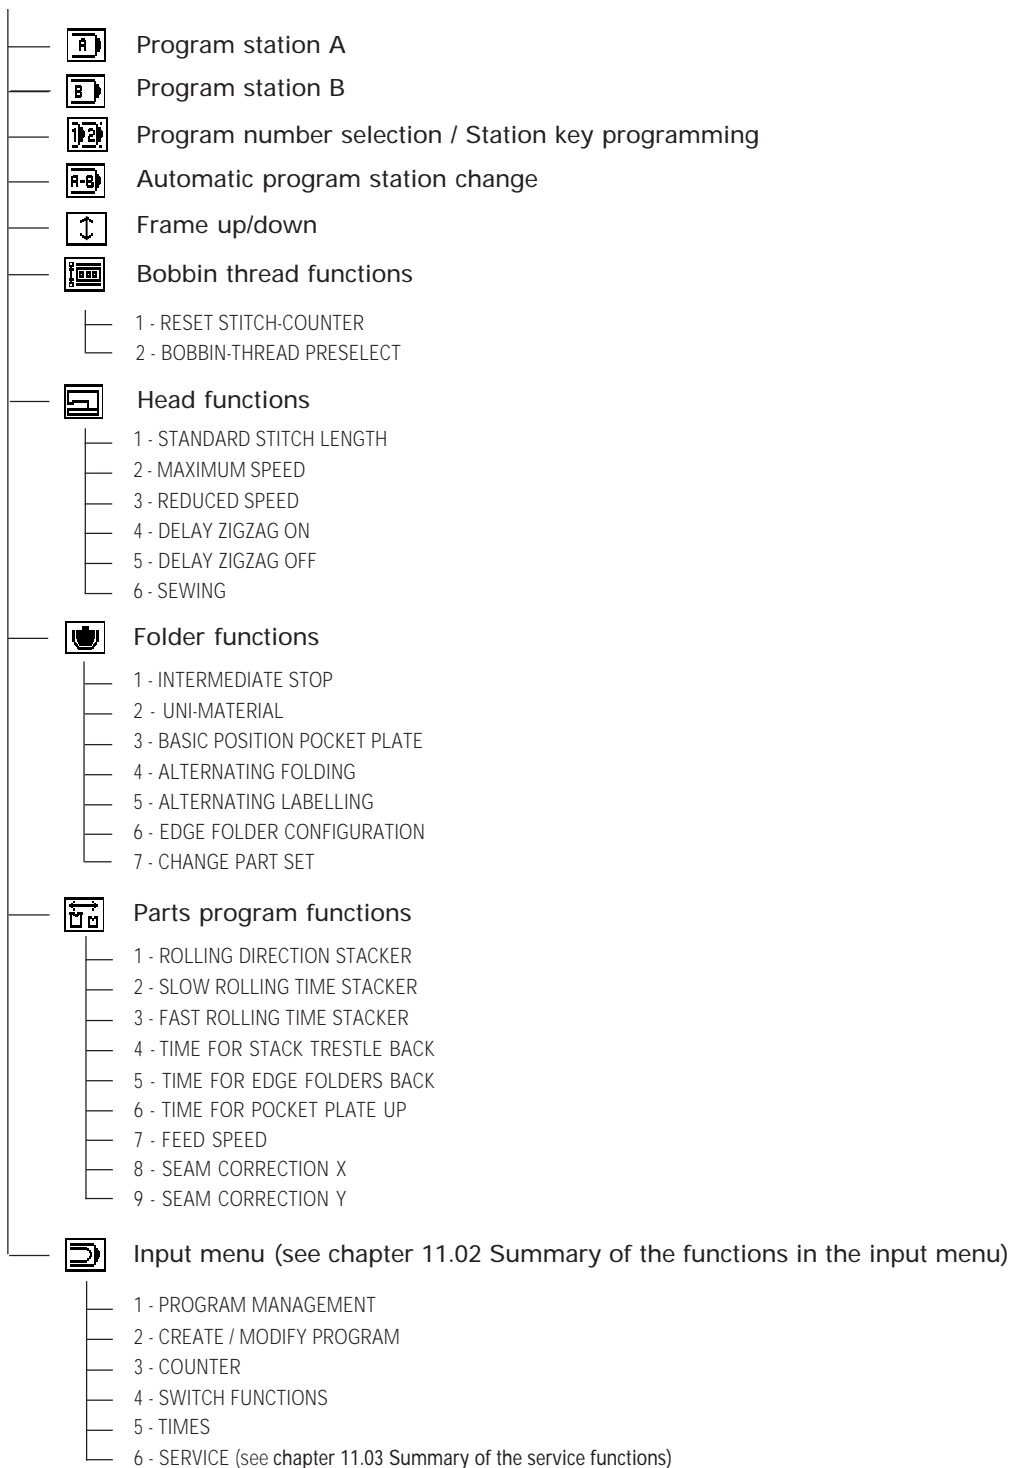 A
Program station A
B
Program station B
1 2
Program number selection / Station key programming
A-B
Automatic program station change
Frame up/down
Bobbin thread functions
1 - RESET STITCH-COUNTER
2 - BOBBIN-THREAD PRESELECT
Head functions
1 - STANDARD STITCH LENGTH
2 - MAXIMUM SPEED
3 - REDUCED SPEED
4 - DELAY ZIGZAG ON
5 - DELAY ZIGZAG OFF
6 - SEWING
Folder functions
1 - INTERMEDIATE STOP
2 - UNI-MATERIAL
3 - BASIC POSITION POCKET PLATE
4 - ALTERNATING FOLDING
5 - ALTERNATING LABELLING
6 - EDGE FOLDER CONFIGURATION
7 - CHANGE PART SET
Parts program functions
1 - ROLLING DIRECTION STACKER
2 - SLOW ROLLING TIME STACKER
3 - FAST ROLLING TIME STACKER
4 - TIME FOR STACK TRESTLE BACK
5 - TIME FOR EDGE FOLDERS BACK
6 - TIME FOR POCKET PLATE UP
7 - FEED SPEED
8 - SEAM CORRECTION X
9 - SEAM CORRECTION Y
Input menu (see chapter 11.02 Summary of the functions in the input menu)
1 - PROGRAM MANAGEMENT
2 - CREATE / MODIFY PROGRAM
3 - COUNTER
4 - SWITCH FUNCTIONS
5 - TIMES
6 - SERVICE (see chapter 11.03 Summary of the service functions)